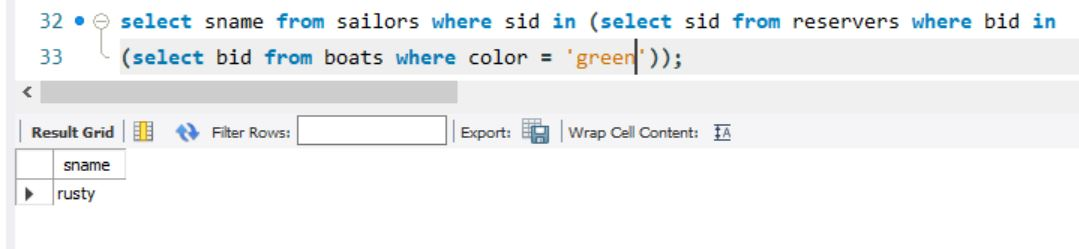 32 select sname from sailors where sid in (select sid from reservers where bid in
33 (select bid from boats where color = 'green'));
Result Grid Filter Rows: Export: Wrap Cell Content:
sname
rusty